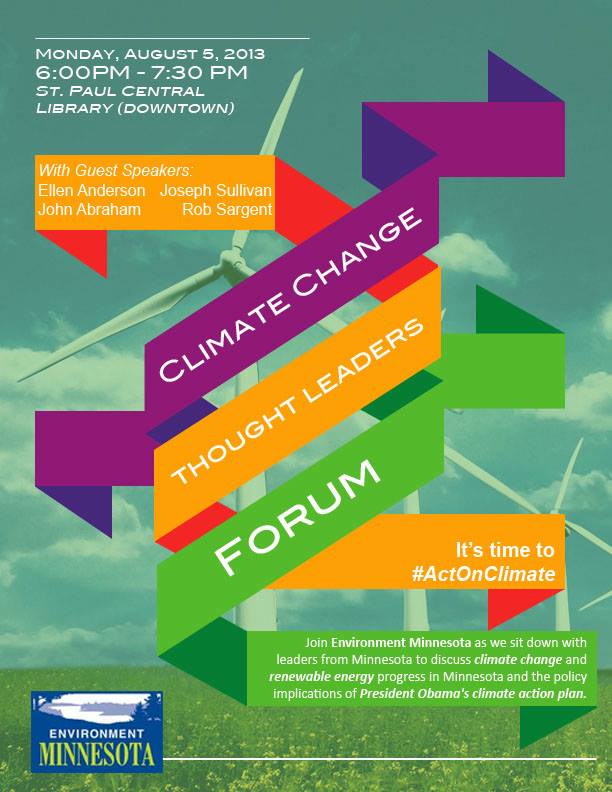 Monday, August 5, 2013
6:00PM - 7:30 PM
St. Paul Central
Library (downtown)
With Guest Speakers:
Ellen Anderson Joseph Sullivan
John Abraham Rob Sargent
Climate Change
thought leaders
Forum
It's time to
#ActOnClimate
Join Environment Minnesota as we sit down with
leaders from Minnesota to discuss climate change and
renewable energy progress in Minnesota and the policy
implications of President Obama's climate action plan.
ENVIRONMENT
MINNESOTA